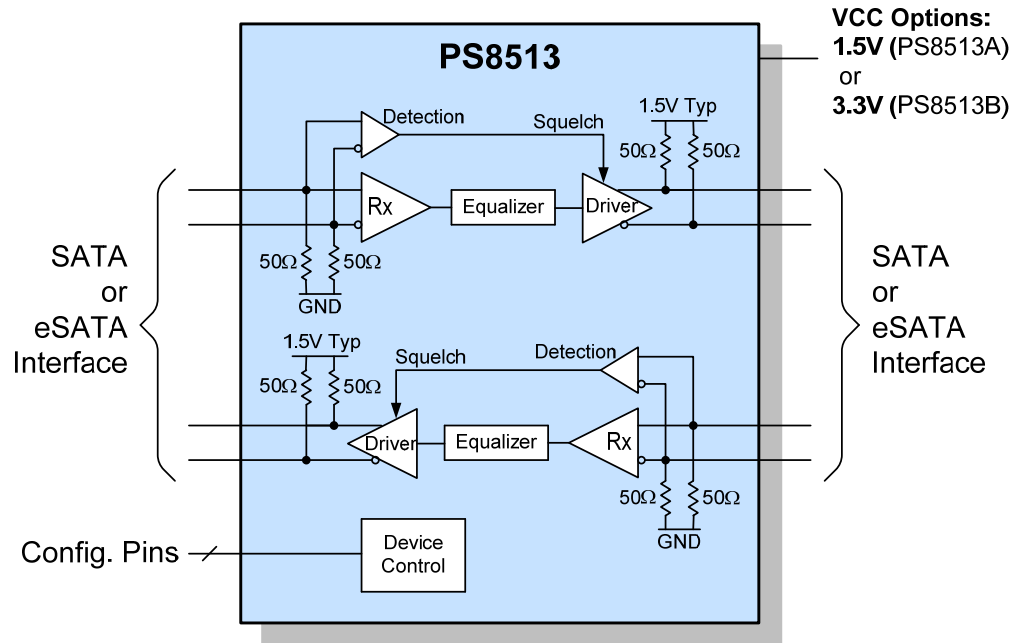 PS8513
VCC Options:
1.5V (PS8513A)
or
3.3V (PS8513B)
Detection
Squelch
1.5V Typ
50Ω
50Ω
Rx
Equalizer
Driver
50Ω
50Ω
GND
SATA
or
eSATA
Interface
SATA
or
eSATA
Interface
1.5V Typ
Squelch
Detection
50Ω
50Ω
Driver
Equalizer
Rx
50Ω
50Ω
GND
Config. Pins
Device
Control